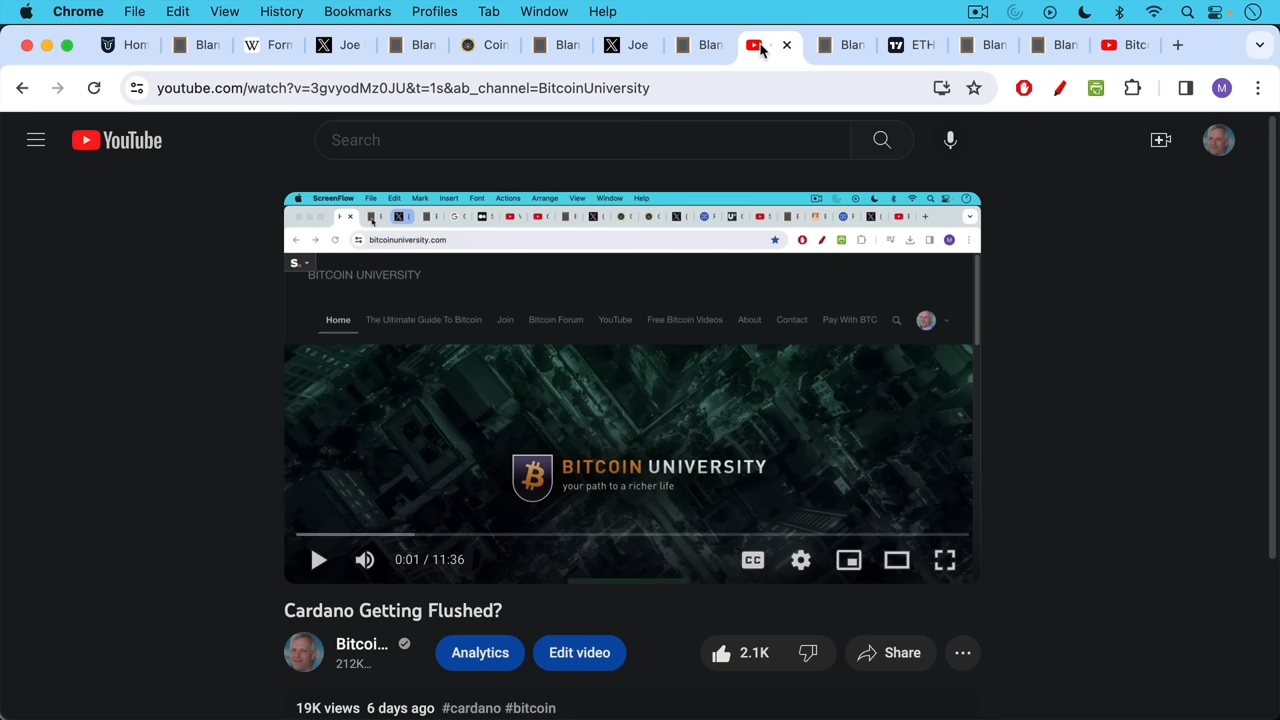 Chrome File Edit View History Bookmarks Profiles Tab Window Help
Hom Blan Forn Joe Blan Coin Blan Joe Blan Blan ETH Blan Blan Bitc
youtube.com/watch?v=3gvyodMz0JU&t=1s&ab_channel=BitcoinUniversity M
YouTube Search
ScreenFlow File Edit Mark Insert Font Actions Arrange View Window Help
bitcoinuniversity.com M
S.
BITCOIN UNIVERSITY
Home The Ultimate Guide To Bitcoin Join Bitcoin Forum YouTube Free Bitcoin Videos About Contact Pay With BTC
BITCOIN UNIVERSITY
your path to a richer life
0:01 / 11:36 CC
Cardano Getting Flushed?
Bitcoi... Analytics Edit video 2.1K Share
212K...
19K views 6 days ago #cardano #bitcoin